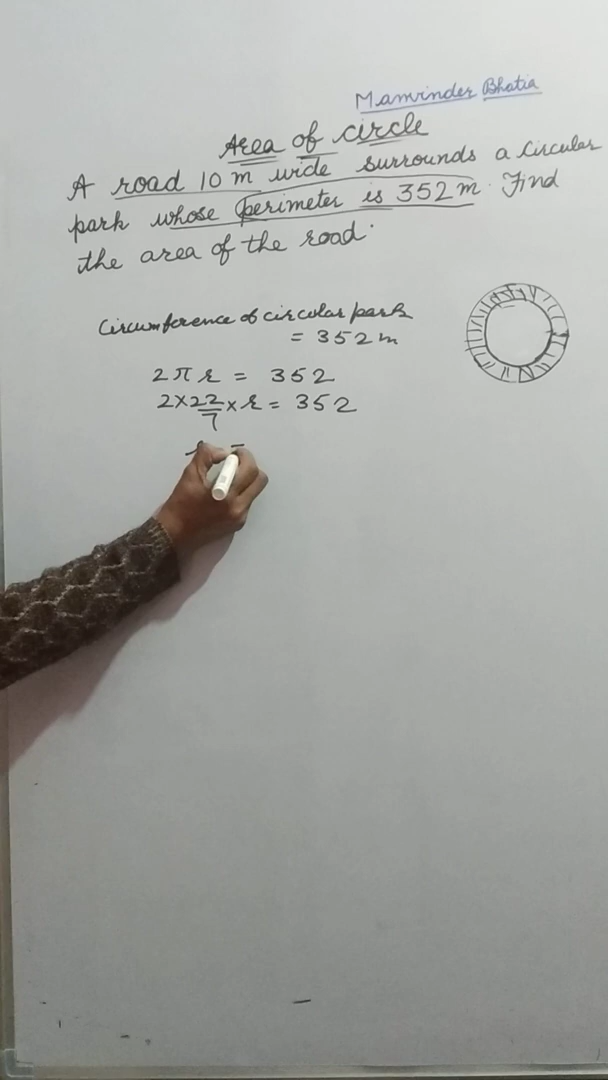 Manvinder Bhatia
Area of circle
A road 10 m wide surrounds a circular
park whose perimeter is 352 m. Find
the area of the road.
Circumference of circular park
= 352 m
2πr = 352
2×22/7×r = 352
r =